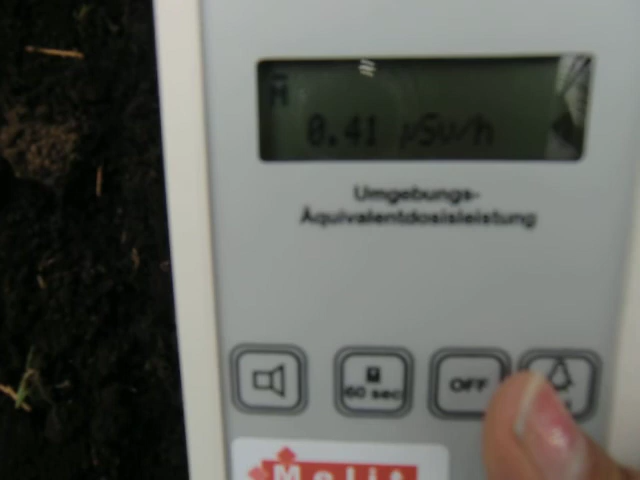 M
0.41 µSv/h
Umgebungs-
Äquivalentdosisleistung
60 sec
OFF